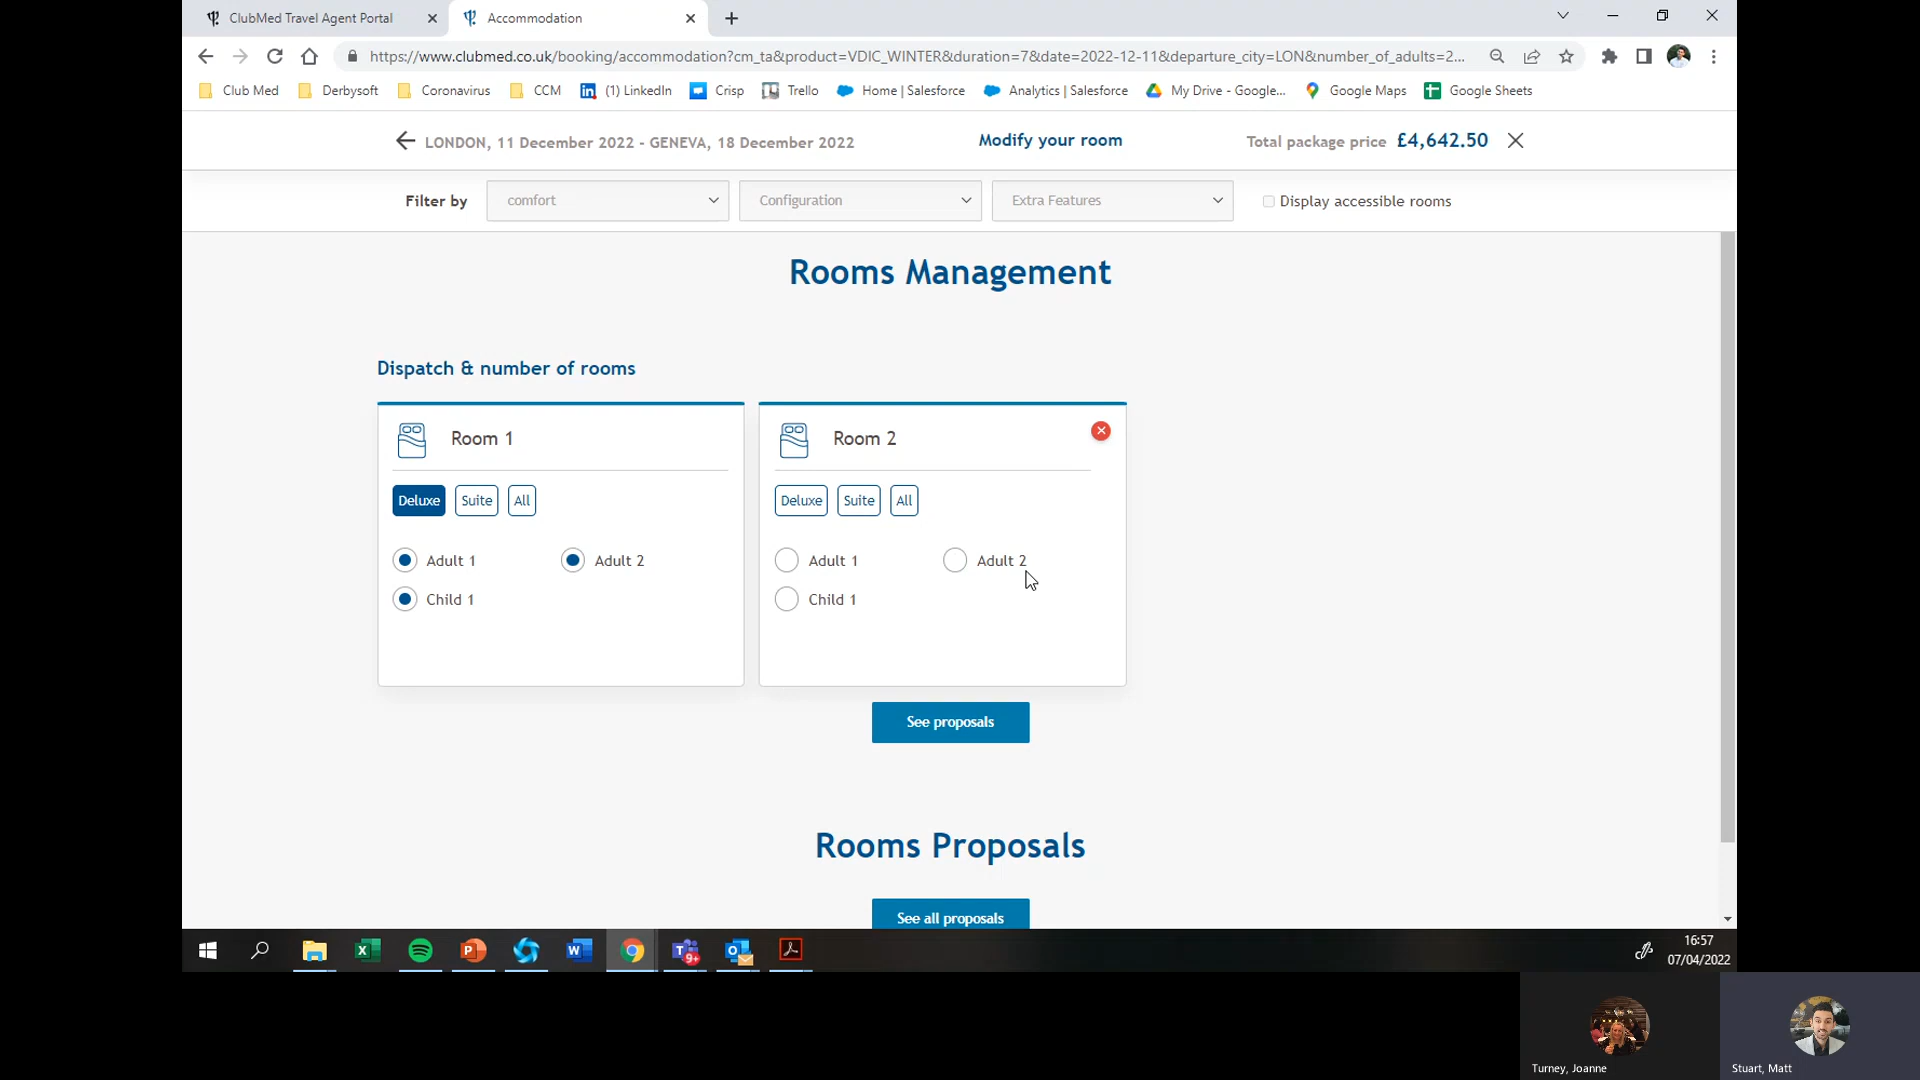 ClubMed Travel Agent Portal
Accommodation
https://www.clubmed.co.uk/booking/accommodation?cm_ta&product=VDIC_WINTER&duration=7&date=2022-12-11&departure_city=LON&number_of_adults=2...
Club Med Derbysoft Coronavirus CCM (1) LinkedIn Crisp Trello Home | Salesforce Analytics | Salesforce My Drive - Google... Google Maps Google Sheets
LONDON, 11 December 2022 - GENEVA, 18 December 2022 Modify your room Total package price £4,642.50
Filter by comfort Configuration Extra Features Display accessible rooms
Rooms Management
Dispatch & number of rooms
Room 1
Deluxe Suite All
Adult 1 Adult 2
Child 1
Room 2
Deluxe Suite All
Adult 1 Adult 2
Child 1
See proposals
Rooms Proposals
See all proposals
9+
16:57
07/04/2022
Turney, Joanne
Stuart, Matt